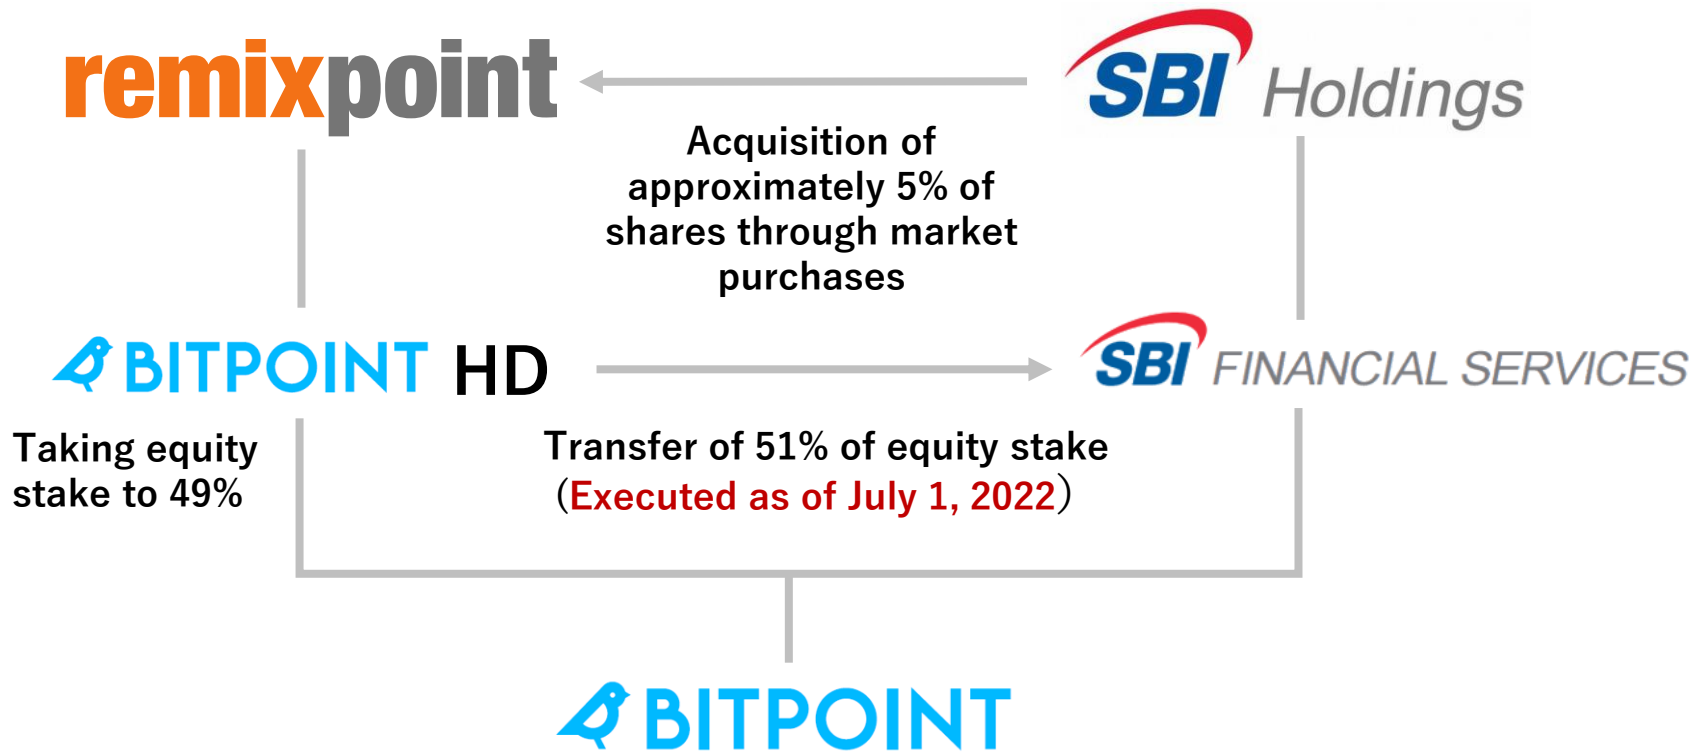 remixpoint
SBI Holdings
Acquisition of
approximately 5% of
shares through market
purchases
BITPOINT HD
SBI FINANCIAL SERVICES
Taking equity
stake to 49%
Transfer of 51% of equity stake
(Executed as of July 1, 2022)
BITPOINT